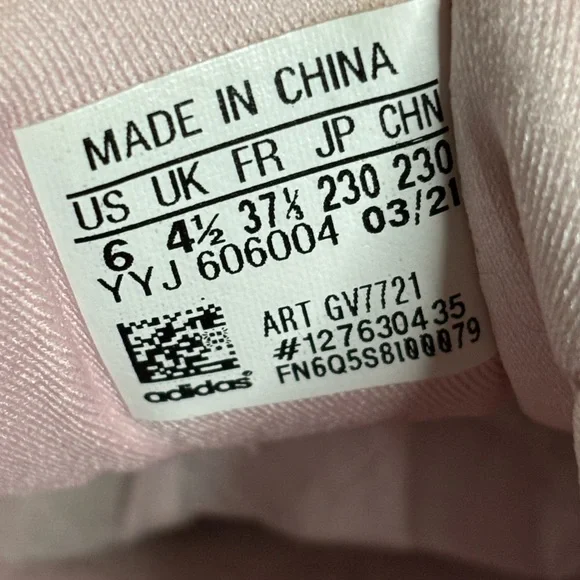 MADE IN CHINA
US UK FR JP CHN
6 4½ 37⅓ 230 230
YYJ 606004 03/21
ART GV7721
#127630435
FN6Q5S8I00079
adidas